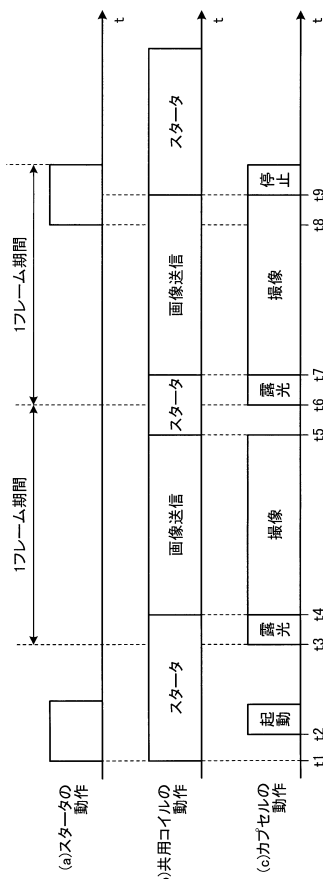 1フレーム期間
1フレーム期間
(a)スタータの
動作
t
(b)共用コイルの
動作
スタータ
画像送信
スタータ
画像送信
スタータ
t
(c)カプセルの
動作
起動
露光
撮像
露光
撮像
停止
t
t1
t2
t3
t4
t5
t6
t7
t8
t9